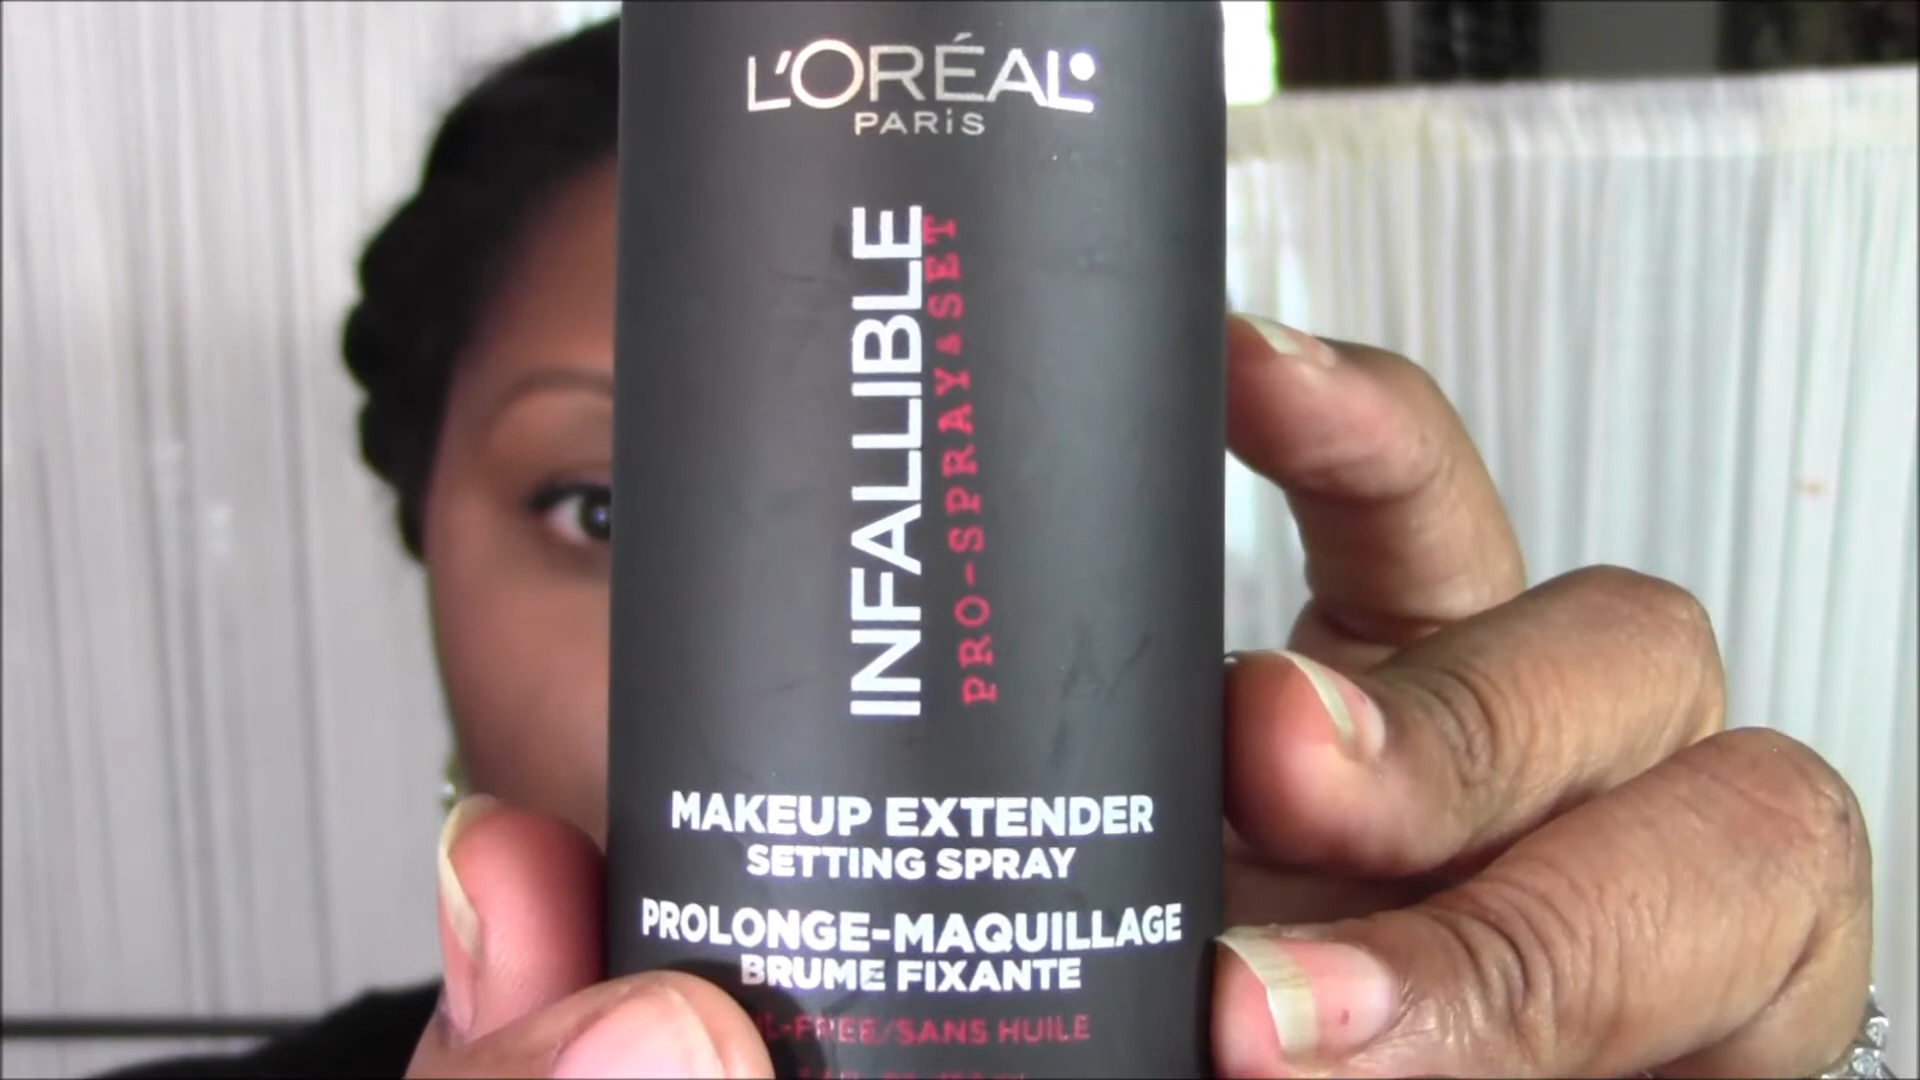 L'ORÉAL
PARiS
INFALLIBLE
PRO-SPRAY & SET
MAKEUP EXTENDER
SETTING SPRAY
PROLONGE-MAQUILLAGE
BRUME FIXANTE
-FREE/SANS HUILE